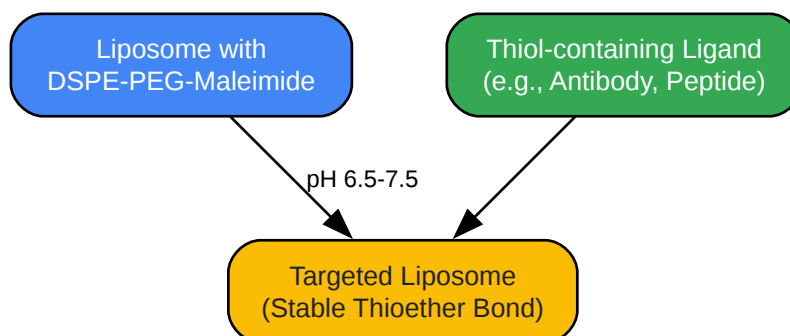 Liposome with
DSPE-PEG-Maleimide
Thiol-containing Ligand
(e.g., Antibody, Peptide)
pH 6.5-7.5
Targeted Liposome
(Stable Thioether Bond)